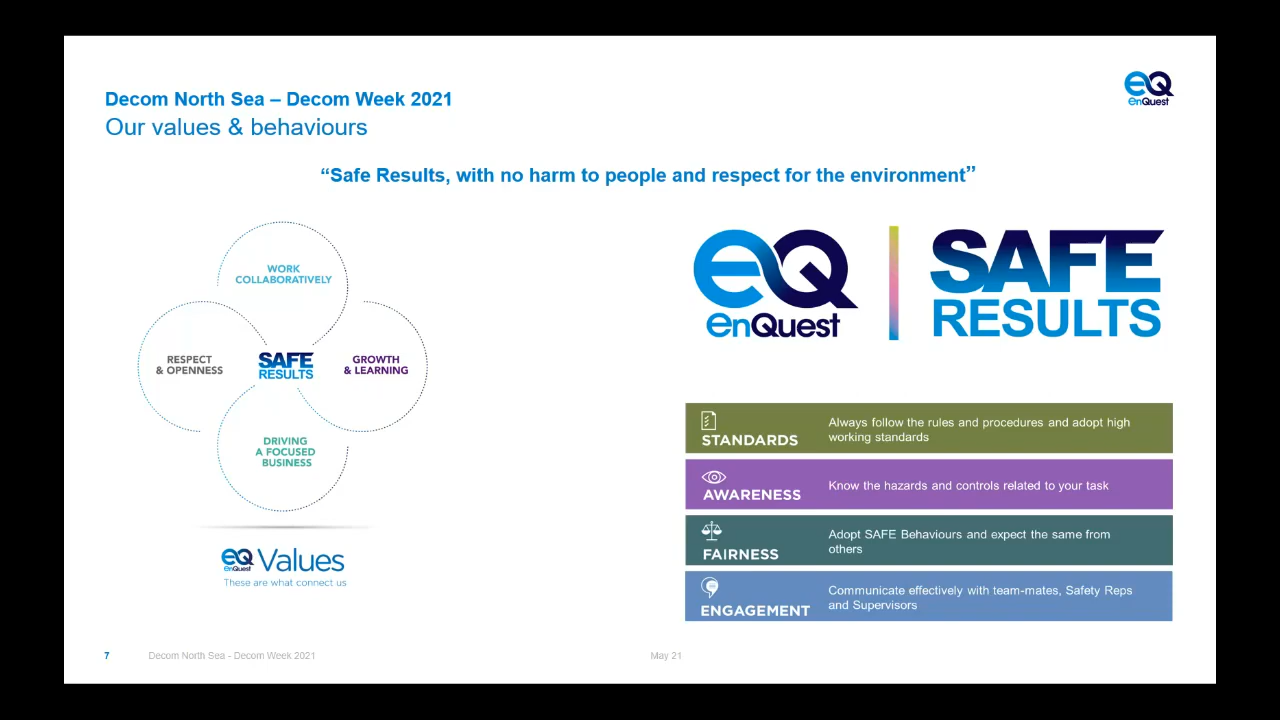 Decom North Sea – Decom Week 2021
Our values & behaviours
eQ
enQuest
“Safe Results, with no harm to people and respect for the environment”
WORK
COLLABORATIVELY
RESPECT
& OPENNESS
SAFE
RESULTS
GROWTH
& LEARNING
DRIVING
A FOCUSED
BUSINESS
eQ
enQuest
Values
These are what connect us
eQ
enQuest
SAFE
RESULTS
STANDARDS
Always follow the rules and procedures and adopt high
working standards
AWARENESS
Know the hazards and controls related to your task
FAIRNESS
Adopt SAFE Behaviours and expect the same from
others
ENGAGEMENT
Communicate effectively with team-mates, Safety Reps
and Supervisors
7
Decom North Sea - Decom Week 2021
May 21